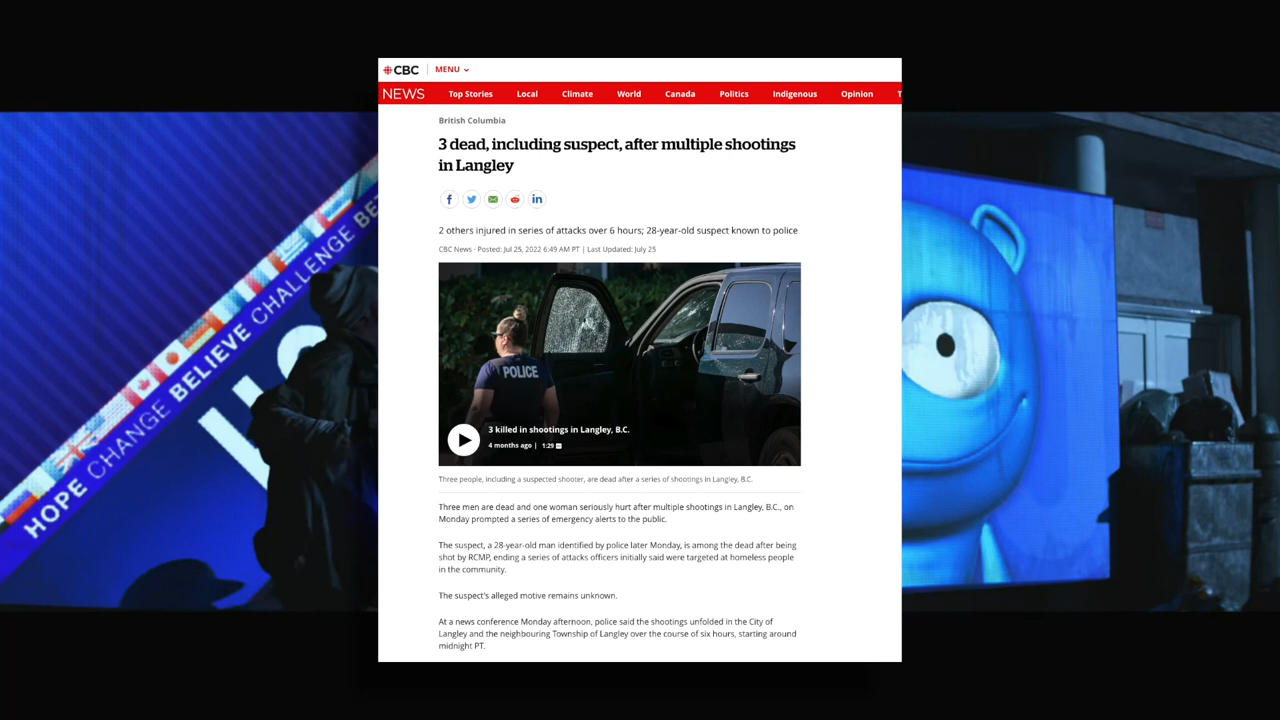 CBC
MENU
NEWS
Top Stories
Local
Climate
World
Canada
Politics
Indigenous
Opinion
T
British Columbia
3 dead, including suspect, after multiple shootings
in Langley
2 others injured in series of attacks over 6 hours; 28-year-old suspect known to police
CBC News · Posted: Jul 25, 2022 6:49 AM PT | Last Updated: July 25
POLICE
3 killed in shootings in Langley, B.C.
4 months ago | 1:29
Three people, including a suspected shooter, are dead after a series of shootings in Langley, B.C.
Three men are dead and one woman seriously hurt after multiple shootings in Langley, B.C., on
Monday prompted a series of emergency alerts to the public.
The suspect, a 28-year-old man identified by police later Monday, is among the dead after being
shot by RCMP, ending a series of attacks officers initially said were targeted at homeless people
in the community.
The suspect's alleged motive remains unknown.
At a news conference Monday afternoon, police said the shootings unfolded in the City of
Langley and the neighbouring Township of Langley over the course of six hours, starting around
midnight PT.
HOPE CHANGE BELIEVE CHALLENGE BE